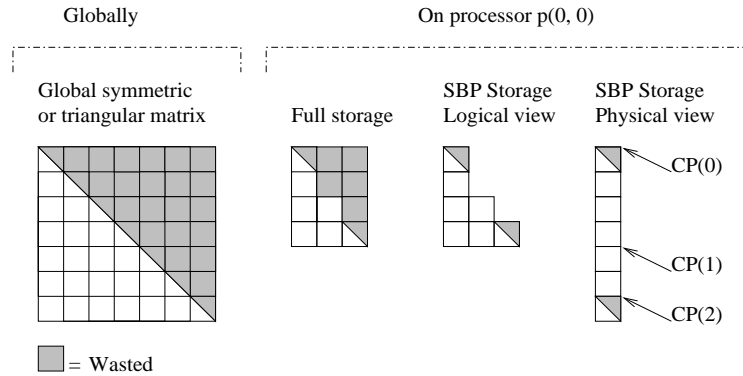 Globally
On processor p(0, 0)
Global symmetric
or triangular matrix
Full storage
SBP Storage
Logical view
SBP Storage
Physical view
CP(0)
CP(1)
CP(2)
= Wasted